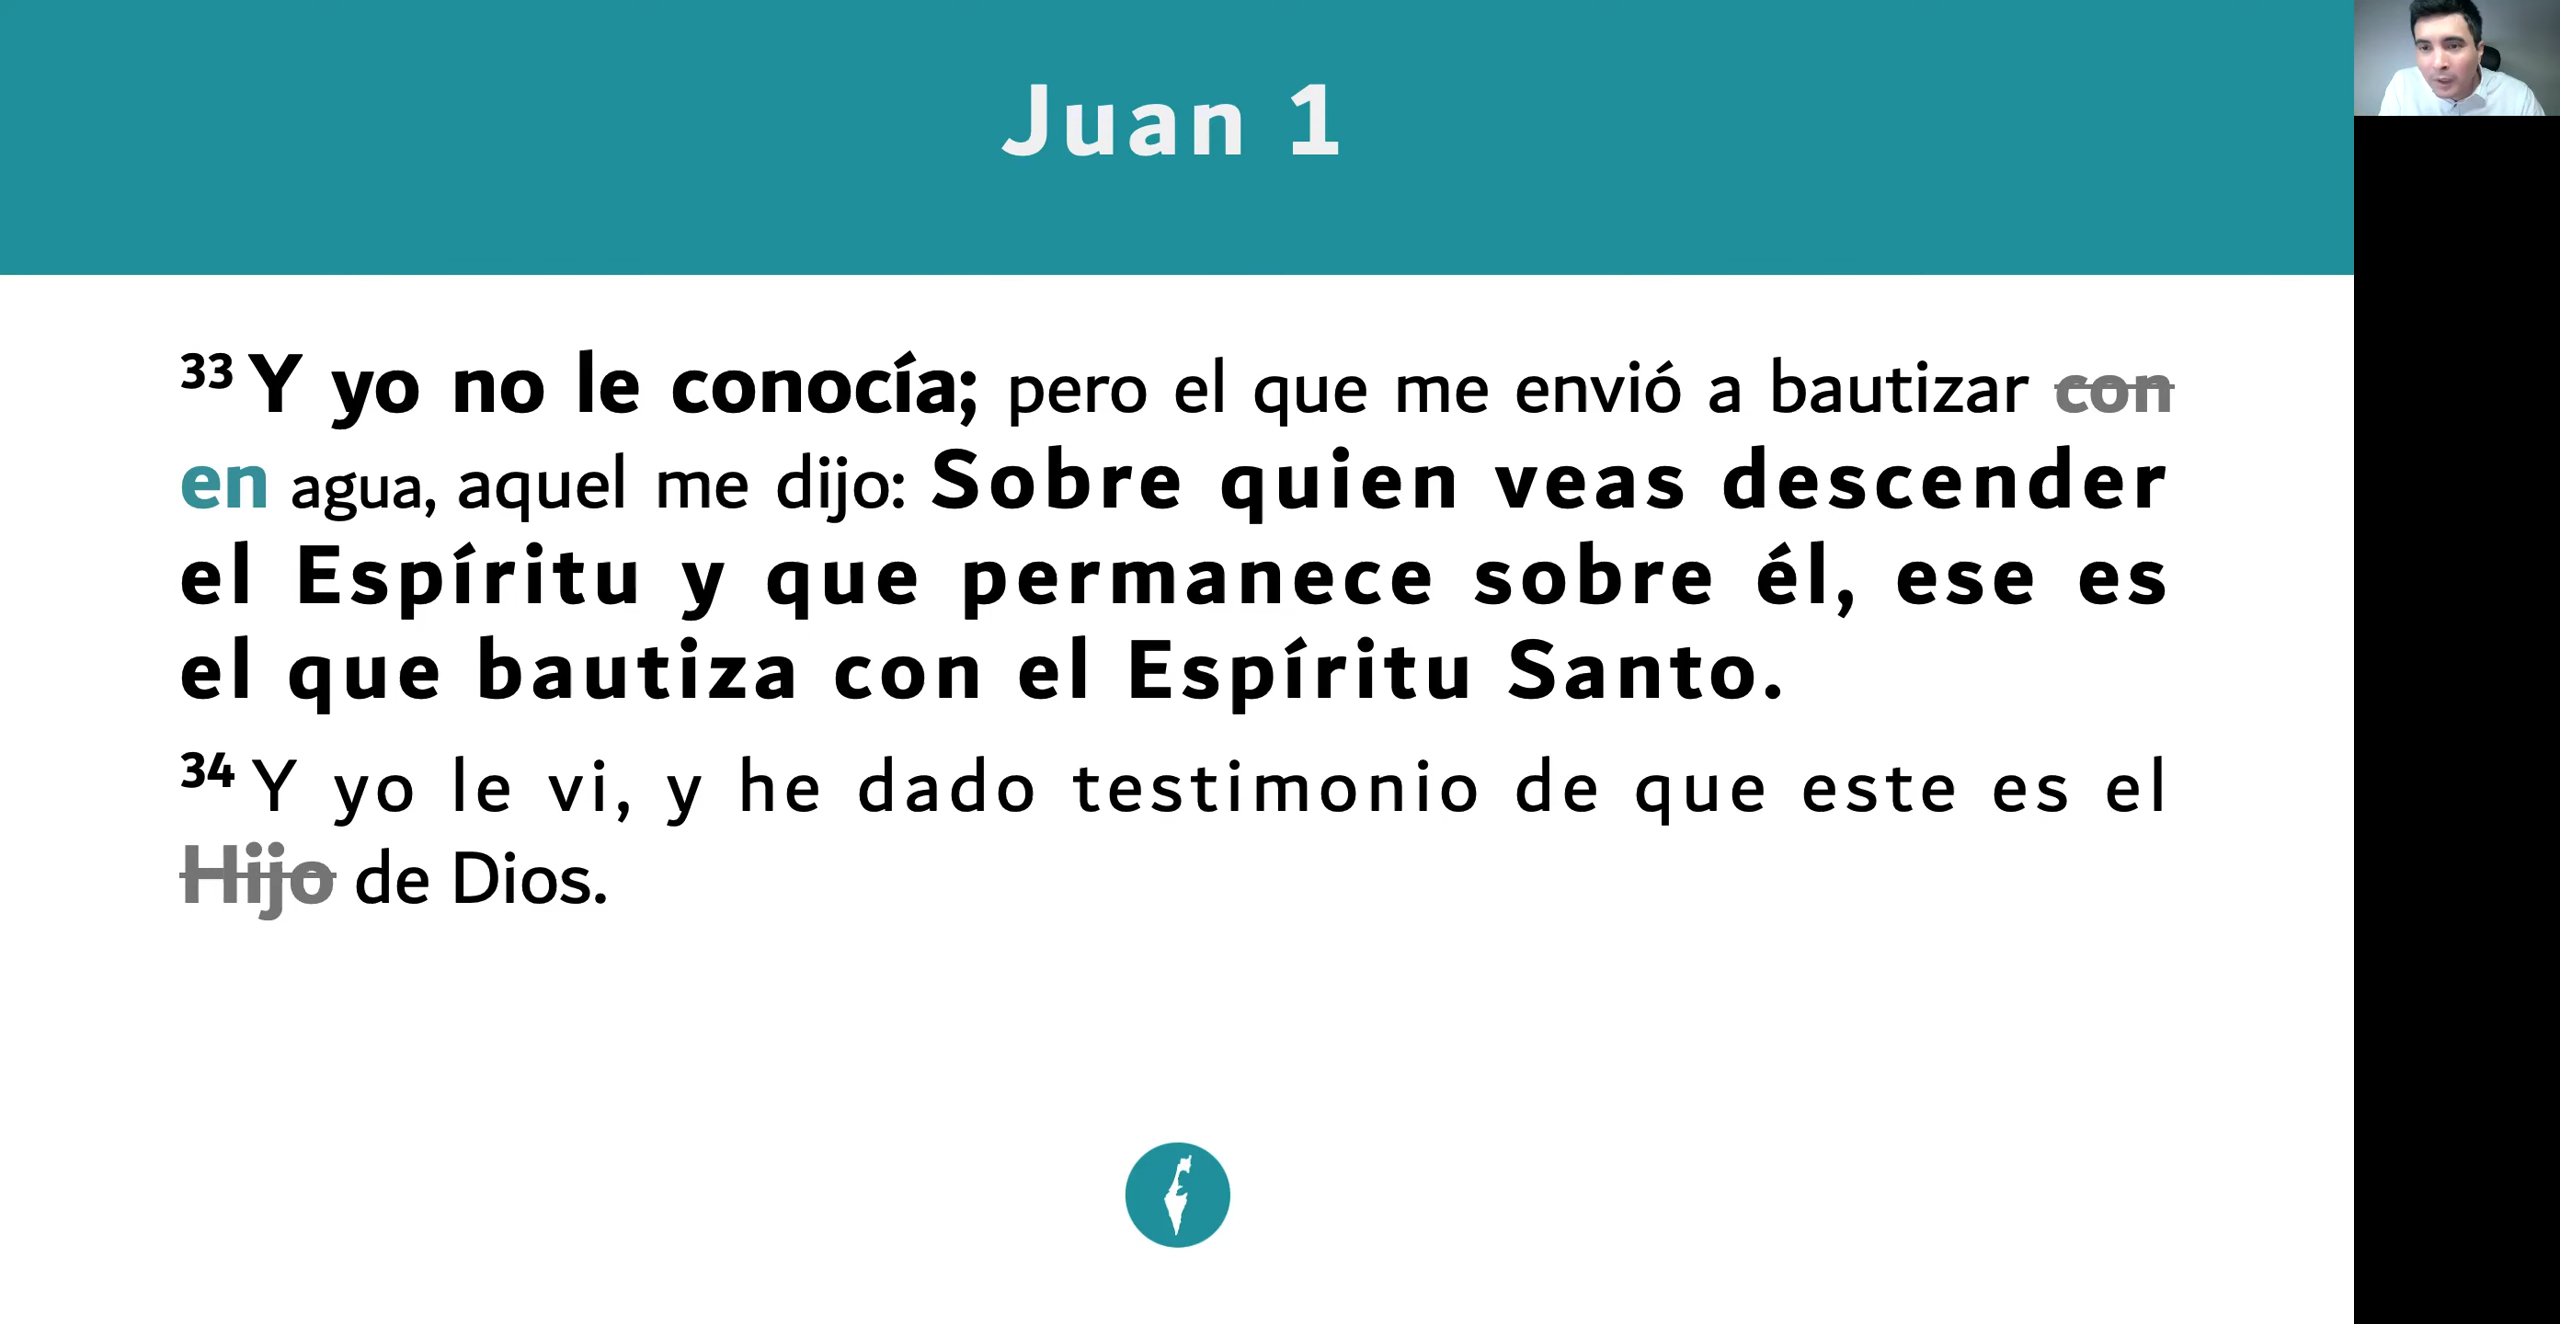 Juan 1
33 Y yo no le conocía; pero el que me envió a bautizar con
en agua, aquel me dijo: Sobre quien veas descender
el Espíritu y que permanece sobre él, ese es
el que bautiza con el Espíritu Santo.
34 Y yo le vi, y he dado testimonio de que este es el
Hijo de Dios.